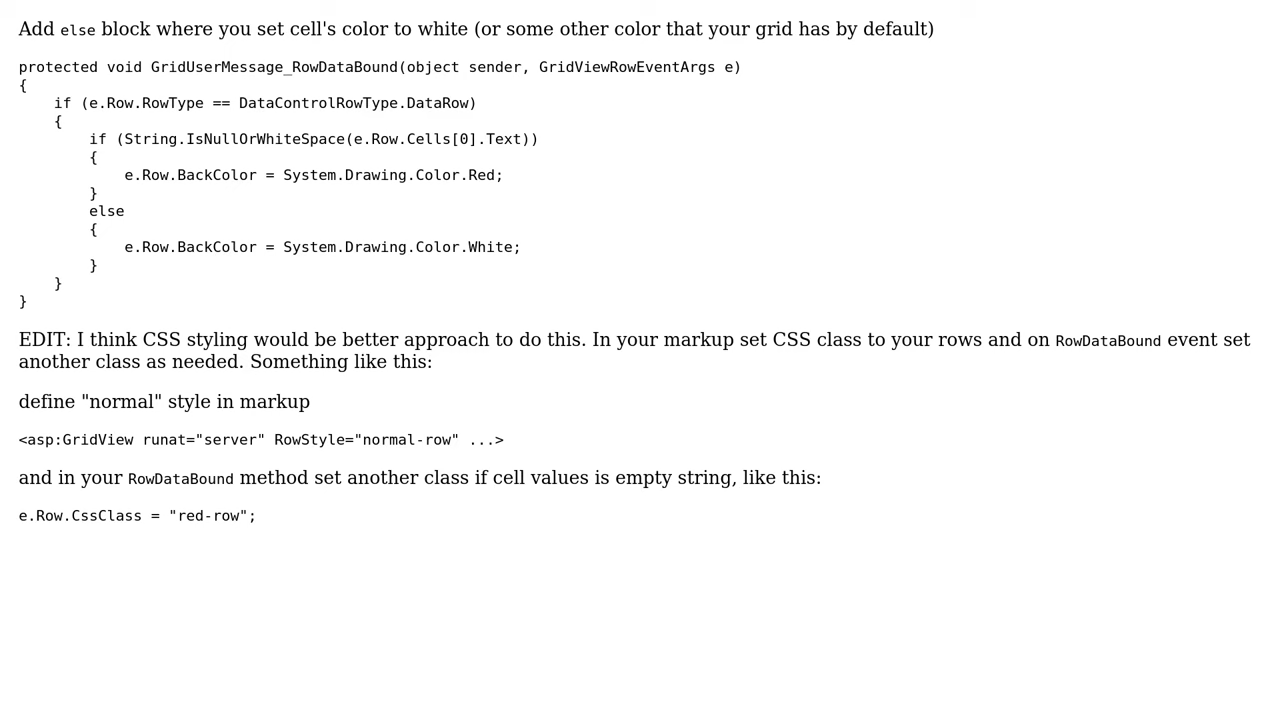 Add else block where you set cell's color to white (or some other color that your grid has by default)
protected void GridUserMessage_RowDataBound(object sender, GridViewRowEventArgs e)
{
    if (e.Row.RowType == DataControlRowType.DataRow)
    {
        if (String.IsNullOrWhiteSpace(e.Row.Cells[0].Text))
        {
            e.Row.BackColor = System.Drawing.Color.Red;
        }
        else
        {
            e.Row.BackColor = System.Drawing.Color.White;
        }
    }
}
EDIT: I think CSS styling would be better approach to do this. In your markup set CSS class to your rows and on RowDataBound event set
another class as needed. Something like this:
define "normal" style in markup
<asp:GridView runat="server" RowStyle="normal-row" ...>
and in your RowDataBound method set another class if cell values is empty string, like this:
e.Row.CssClass = "red-row";